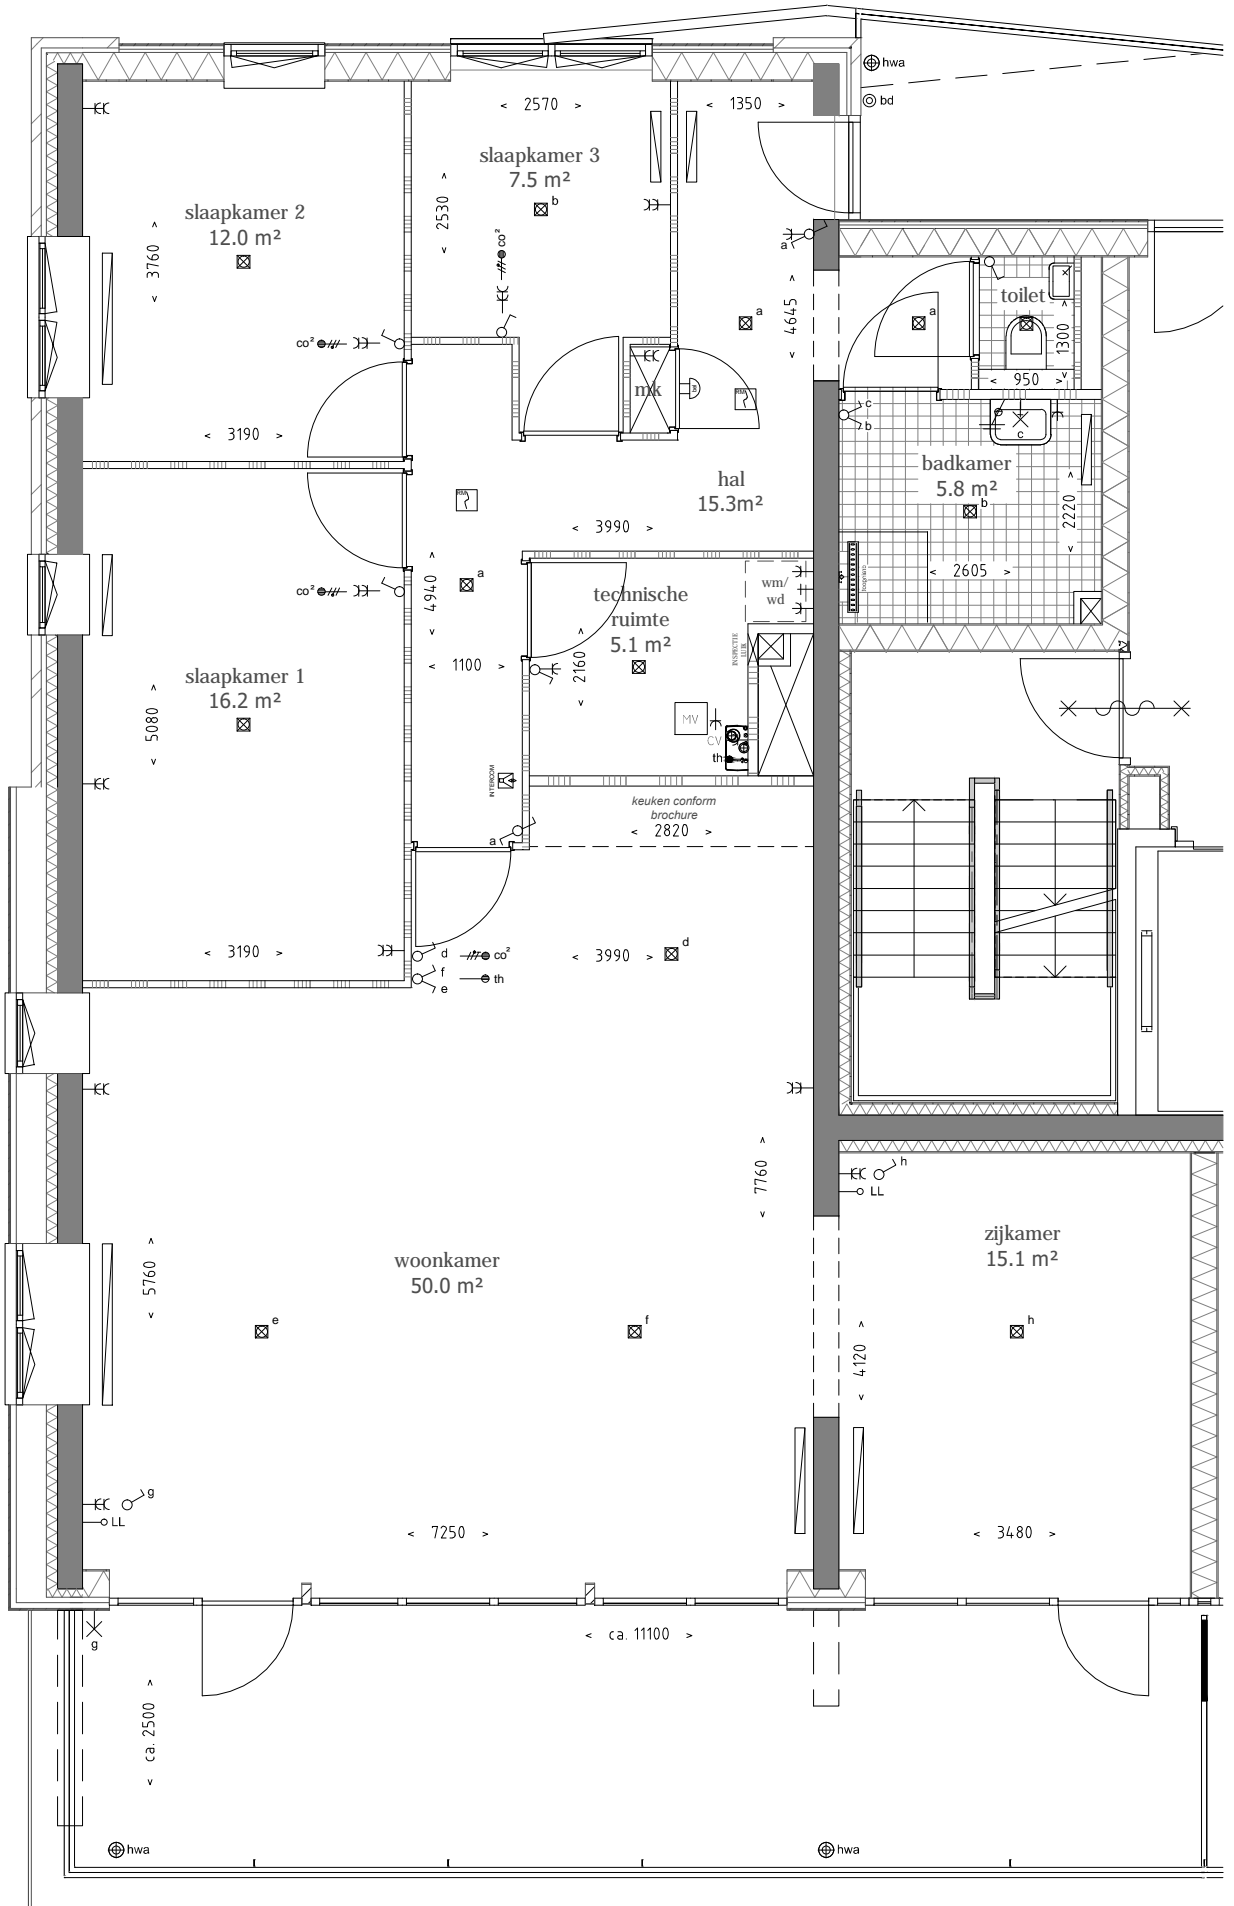 hwa
bd
< 2570 >
< 1350 >
slaapkamer 3
7.5 m²
b
slaapkamer 2
12.0 m²
< 3760 >
< 2530 >
co²
a
toilet
a
a
< 4645 >
< 1300 >
co²
< 950 >
mk
RM
c
b
c
< 3190 >
hal
15.3m²
badkamer
5.8 m²
b
RM
< 3990 >
< 2220 >
< 4940 >
a
co²
wm/
wd
< 2605 >
technische
ruimte
5.1 m²
INSPECTIE
LUIK
< 1100 >
< 2160 >
slaapkamer 1
16.2 m²
< 5080 >
MV
CV
th
INTERCOM
keuken conform
brochure
< 2820 >
a
< 3190 >
d
co²
f
th
e
< 3990 >
d
< 7760 >
h
LL
zijkamer
15.1 m²
woonkamer
50.0 m²
< 5760 >
e
f
h
< 4120 >
g
LL
< 7250 >
< 3480 >
g
< ca. 11100 >
< ca. 2500 >
hwa
hwa